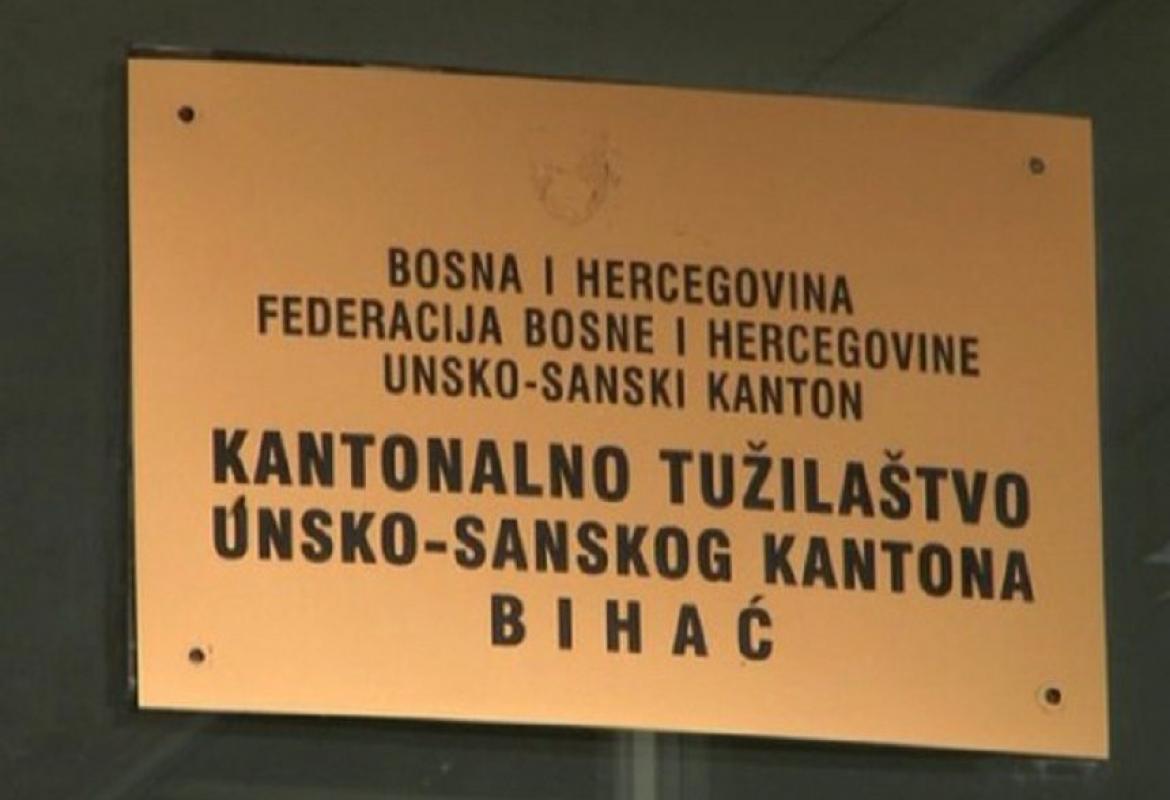 BOSNA I HERCEGOVINA
FEDERACIJA BOSNE I HERCEGOVINE
UNSKO-SANSKI KANTON
KANTONALNO TUŽILAŠTVO
UNSKO-SANSKOG KANTONA
BIHAĆ